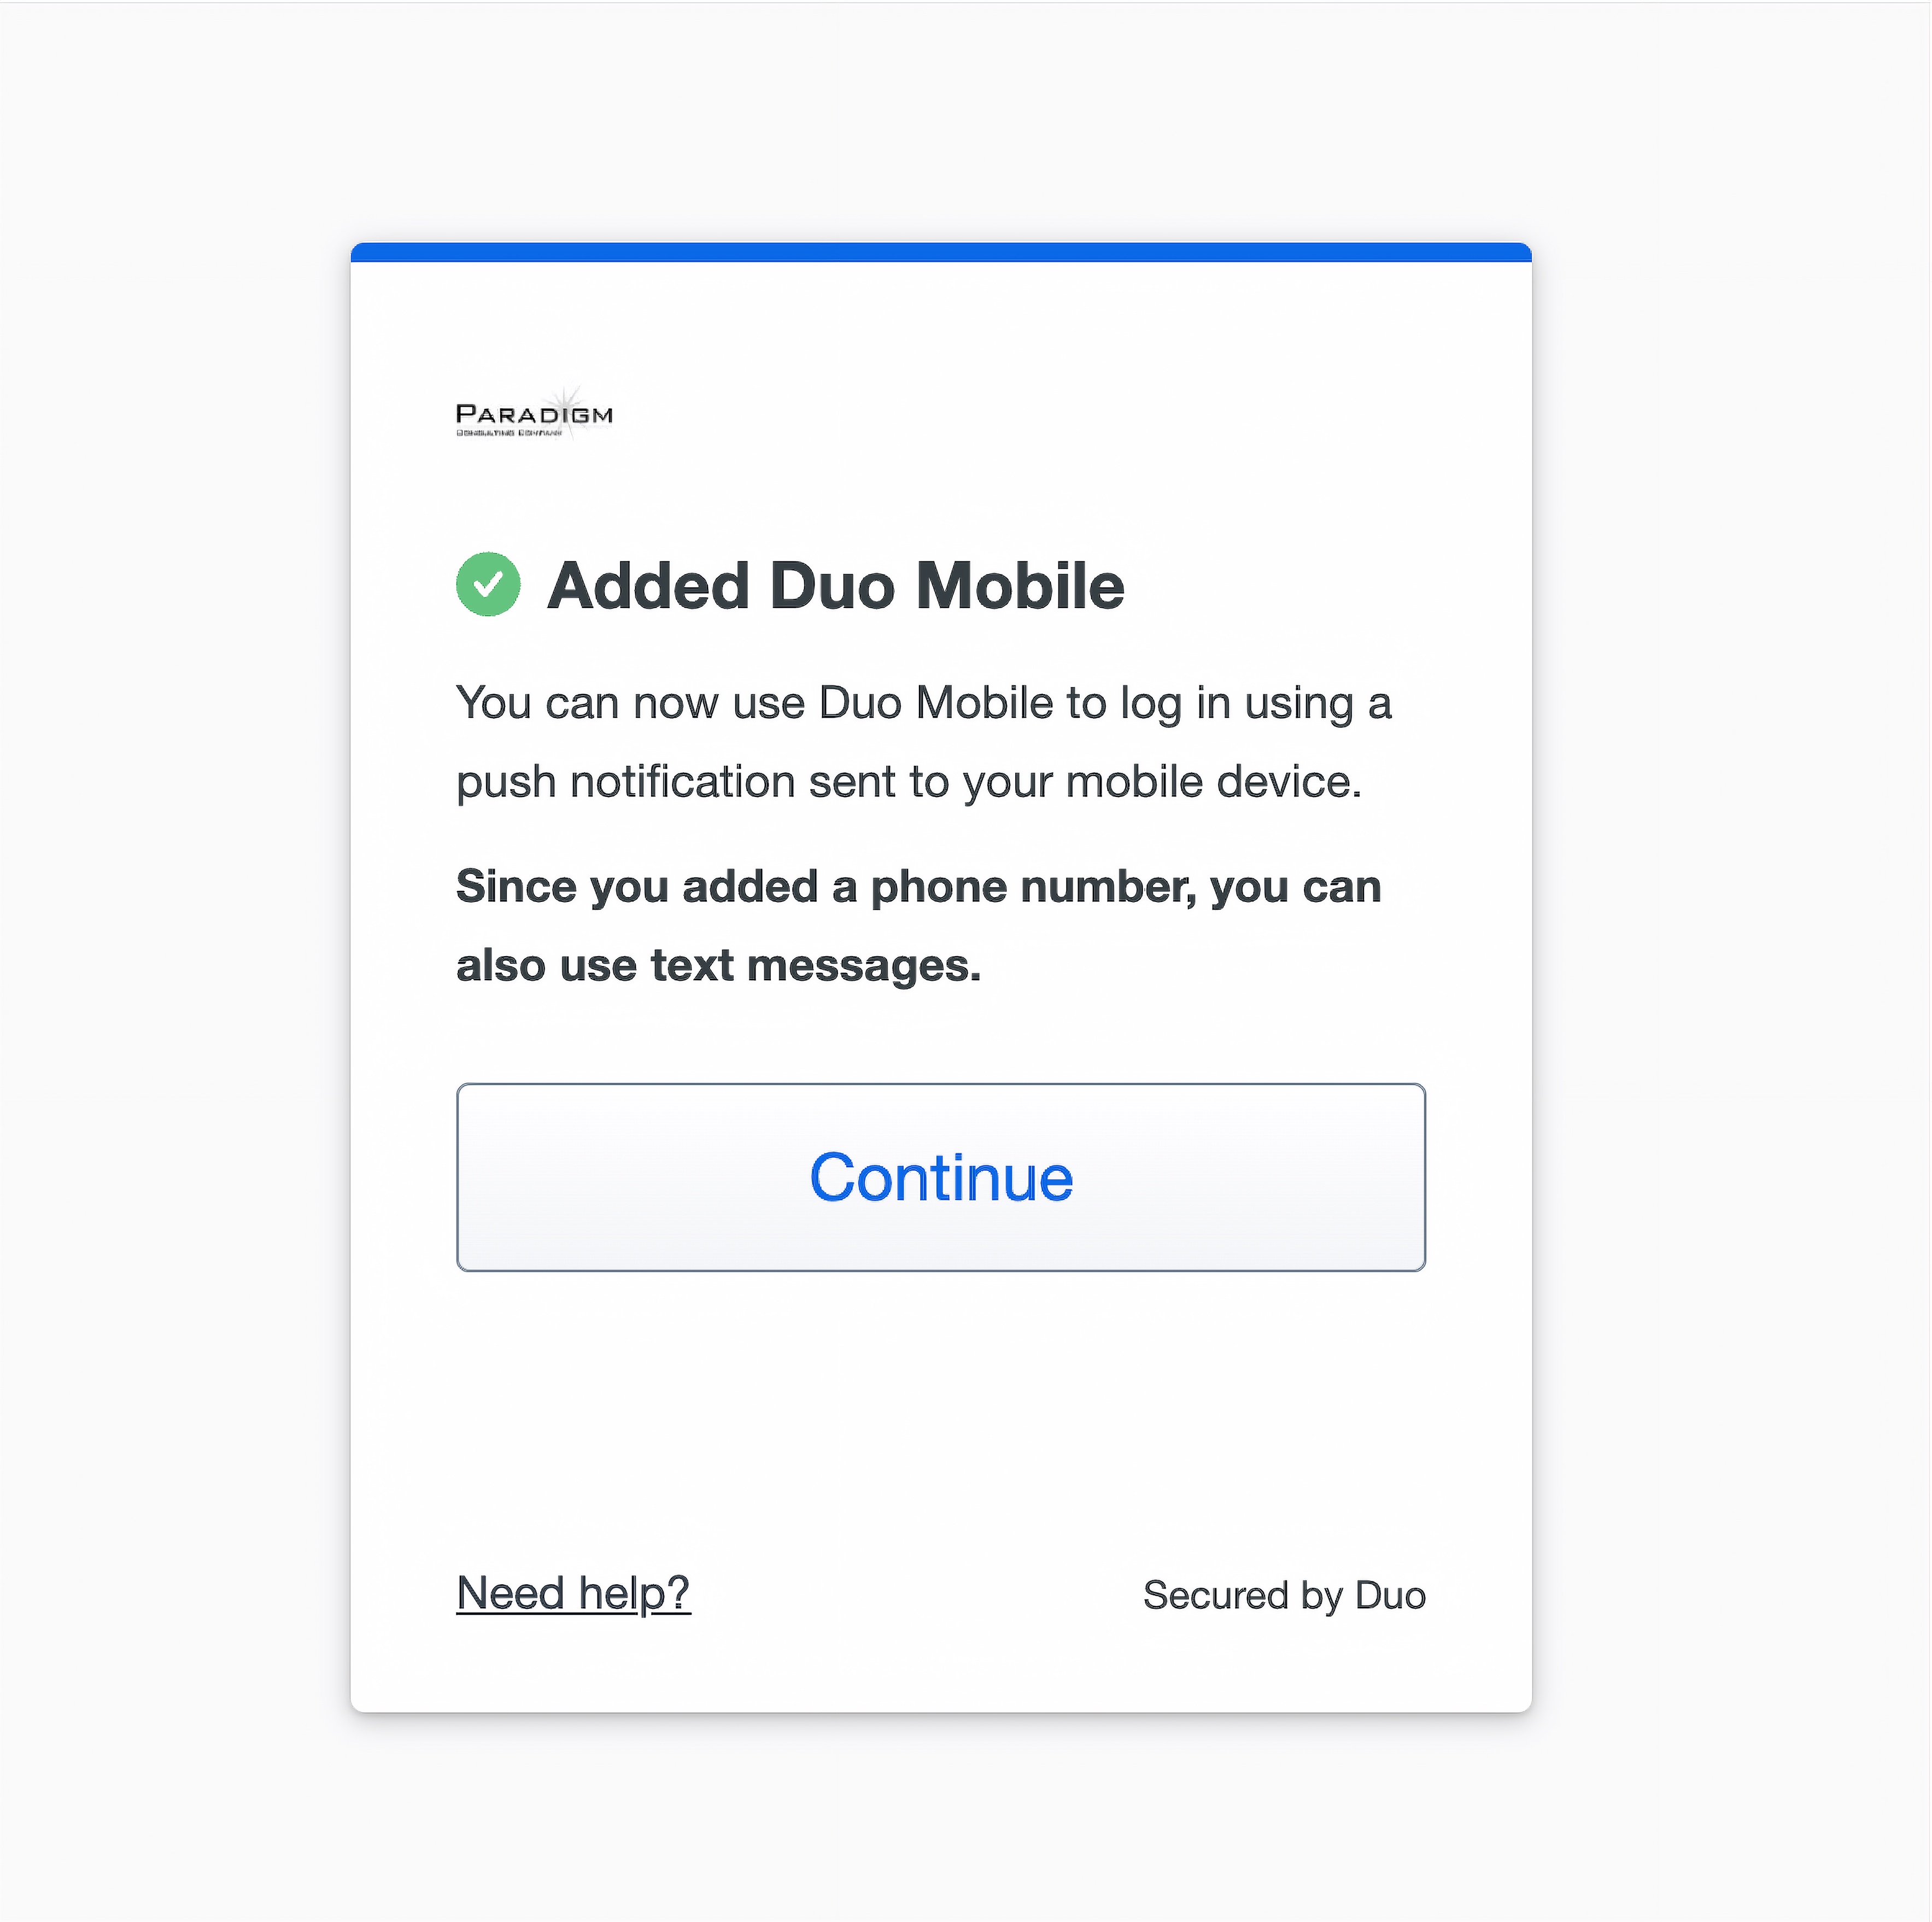 PARADIGM
CONSULTING COMPANY
Added Duo Mobile
You can now use Duo Mobile to log in using a
push notification sent to your mobile device.
Since you added a phone number, you can
also use text messages.
Continue
Need help?
Secured by Duo